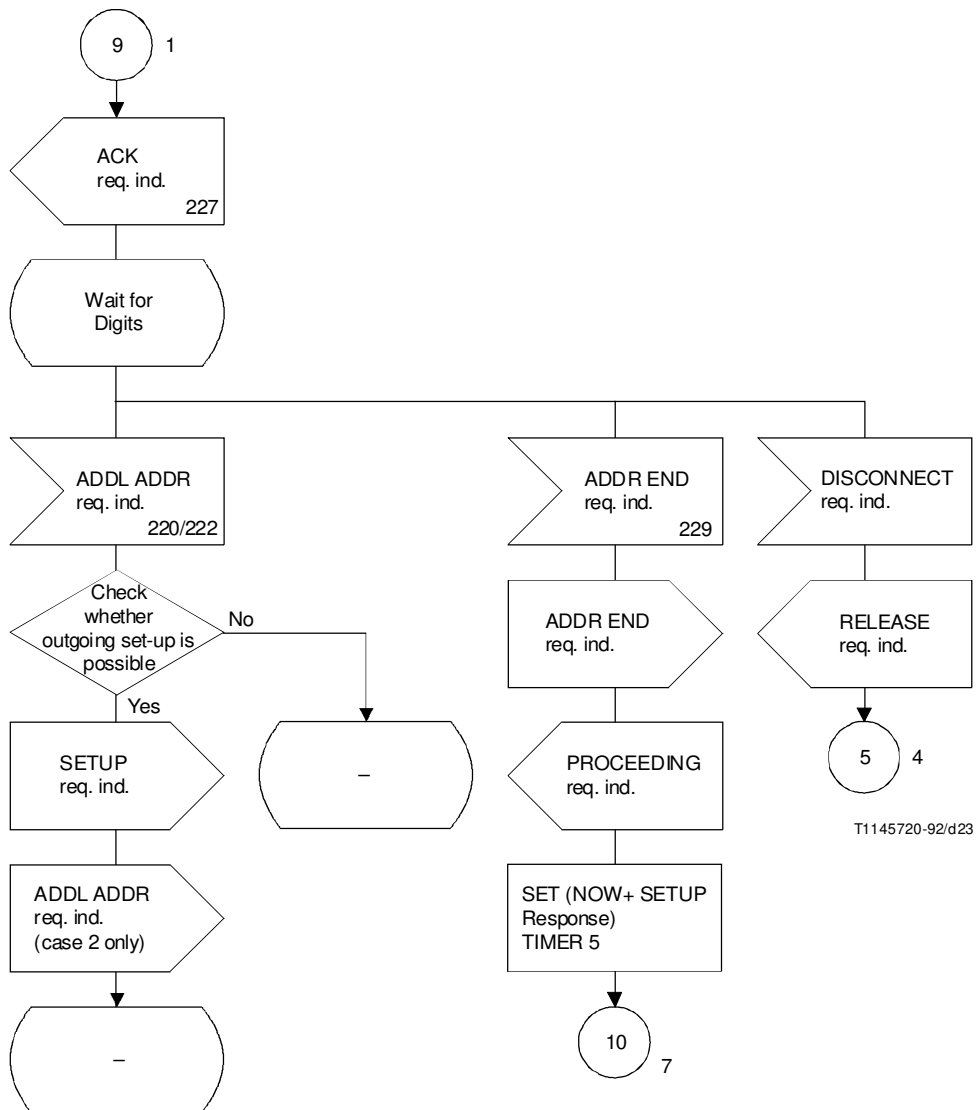 9
1
ACK
req. ind.
227
Wait for
Digits
ADDL ADDR
req. ind.
220/222
ADDR END
req. ind.
229
DISCONNECT
req. ind.
Check
whether
outgoing set-up is
possible
No
Yes
ADDR END
req. ind.
RELEASE
req. ind.
SETUP
req. ind.
–
PROCEEDING
req. ind.
5
4
T1145720-92/d23
ADDL ADDR
req. ind.
(case 2 only)
SET (NOW+ SETUP
Response)
TIMER 5
–
10
7